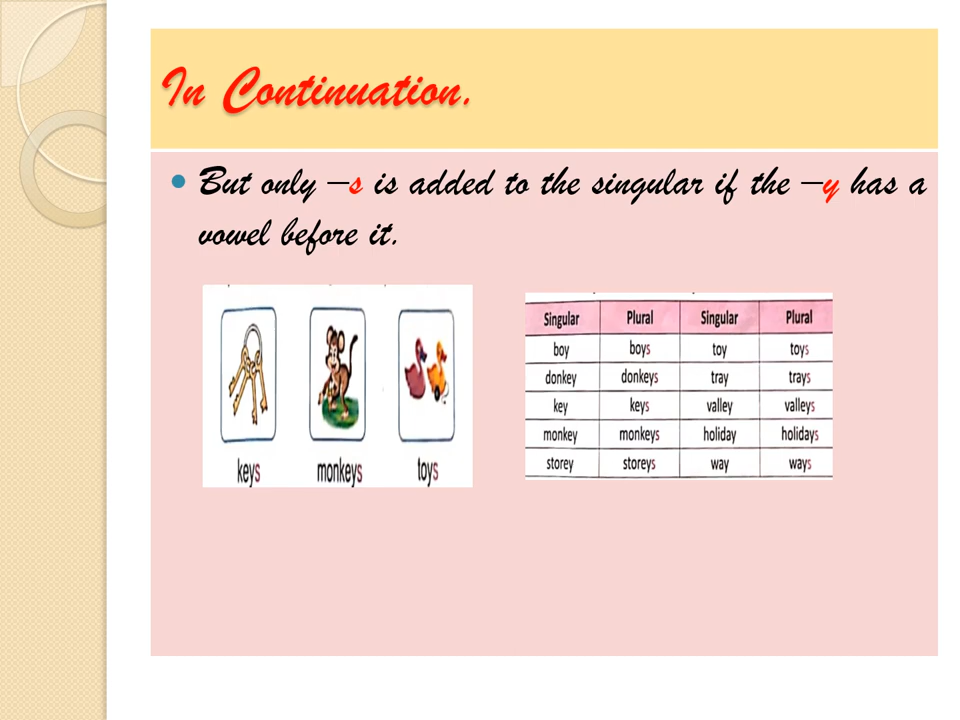 In Continuation.
But only –s is added to the singular if the –y has a
vowel before it.
keys monkeys toys
Singular Plural Singular Plural
boy boys toy toys
donkey donkeys tray trays
key keys valley valleys
monkey monkeys holiday holidays
storey storeys way ways